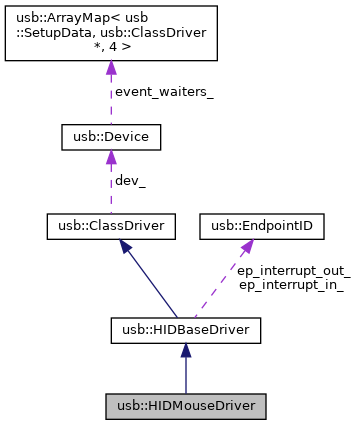 usb::ArrayMap< usb
::SetupData, usb::ClassDriver
*, 4 >
event_waiters_
usb::Device
dev_
usb::ClassDriver
usb::EndpointID
ep_interrupt_out_
ep_interrupt_in_
usb::HIDBaseDriver
usb::HIDMouseDriver